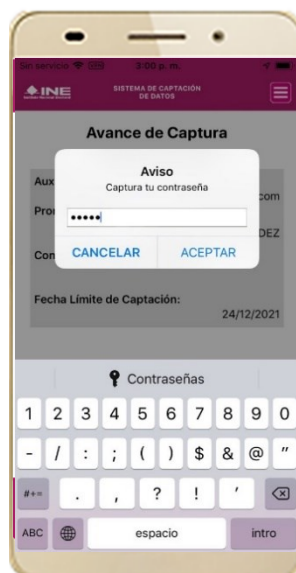 Sin servicio 3:00 p. m.
INE
SISTEMA DE CAPTACIÓN
DE DATOS
Avance de Captura
Aux
com
Aviso
Captura tu contraseña
•••••
CANCELAR ACEPTAR
DEZ
Con
Fecha Límite de Captación:
24/12/2021
Contraseñas
1 2 3 4 5 6 7 8 9 0
- / : ; ( ) $ & @ "
#+= . , ? ! ' 
ABC espacio intro